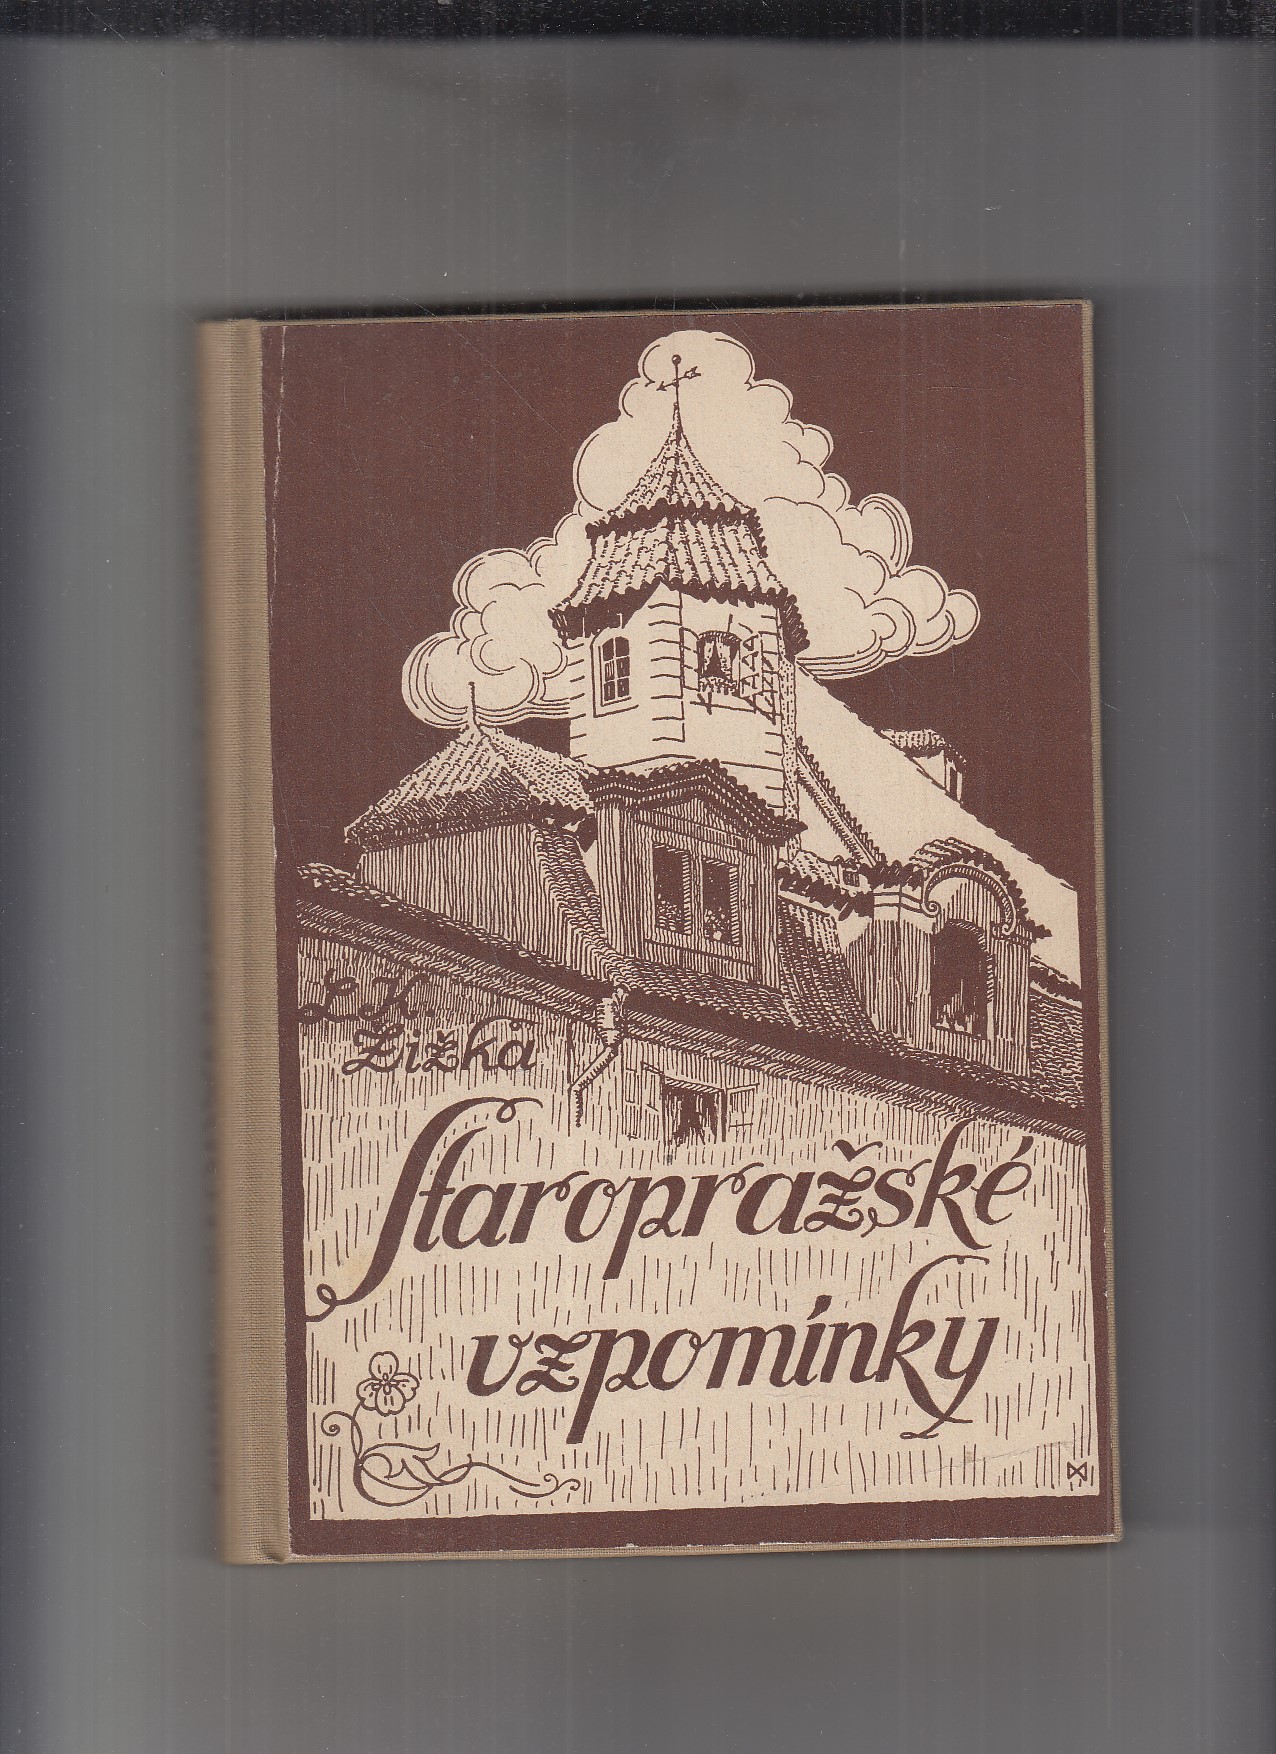 L. K.
Žižka
Staropražské
vzpomínky